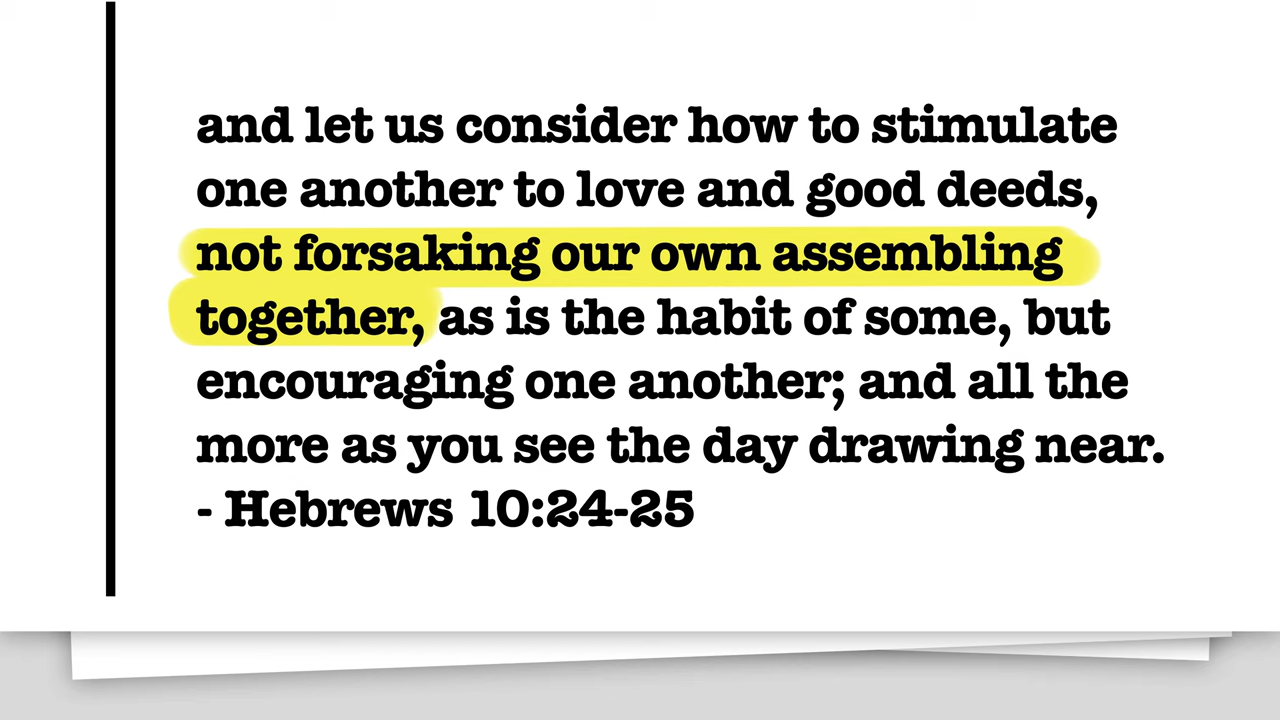 and let us consider how to stimulate
one another to love and good deeds,
not forsaking our own assembling
together, as is the habit of some, but
encouraging one another; and all the
more as you see the day drawing near.
- Hebrews 10:24-25